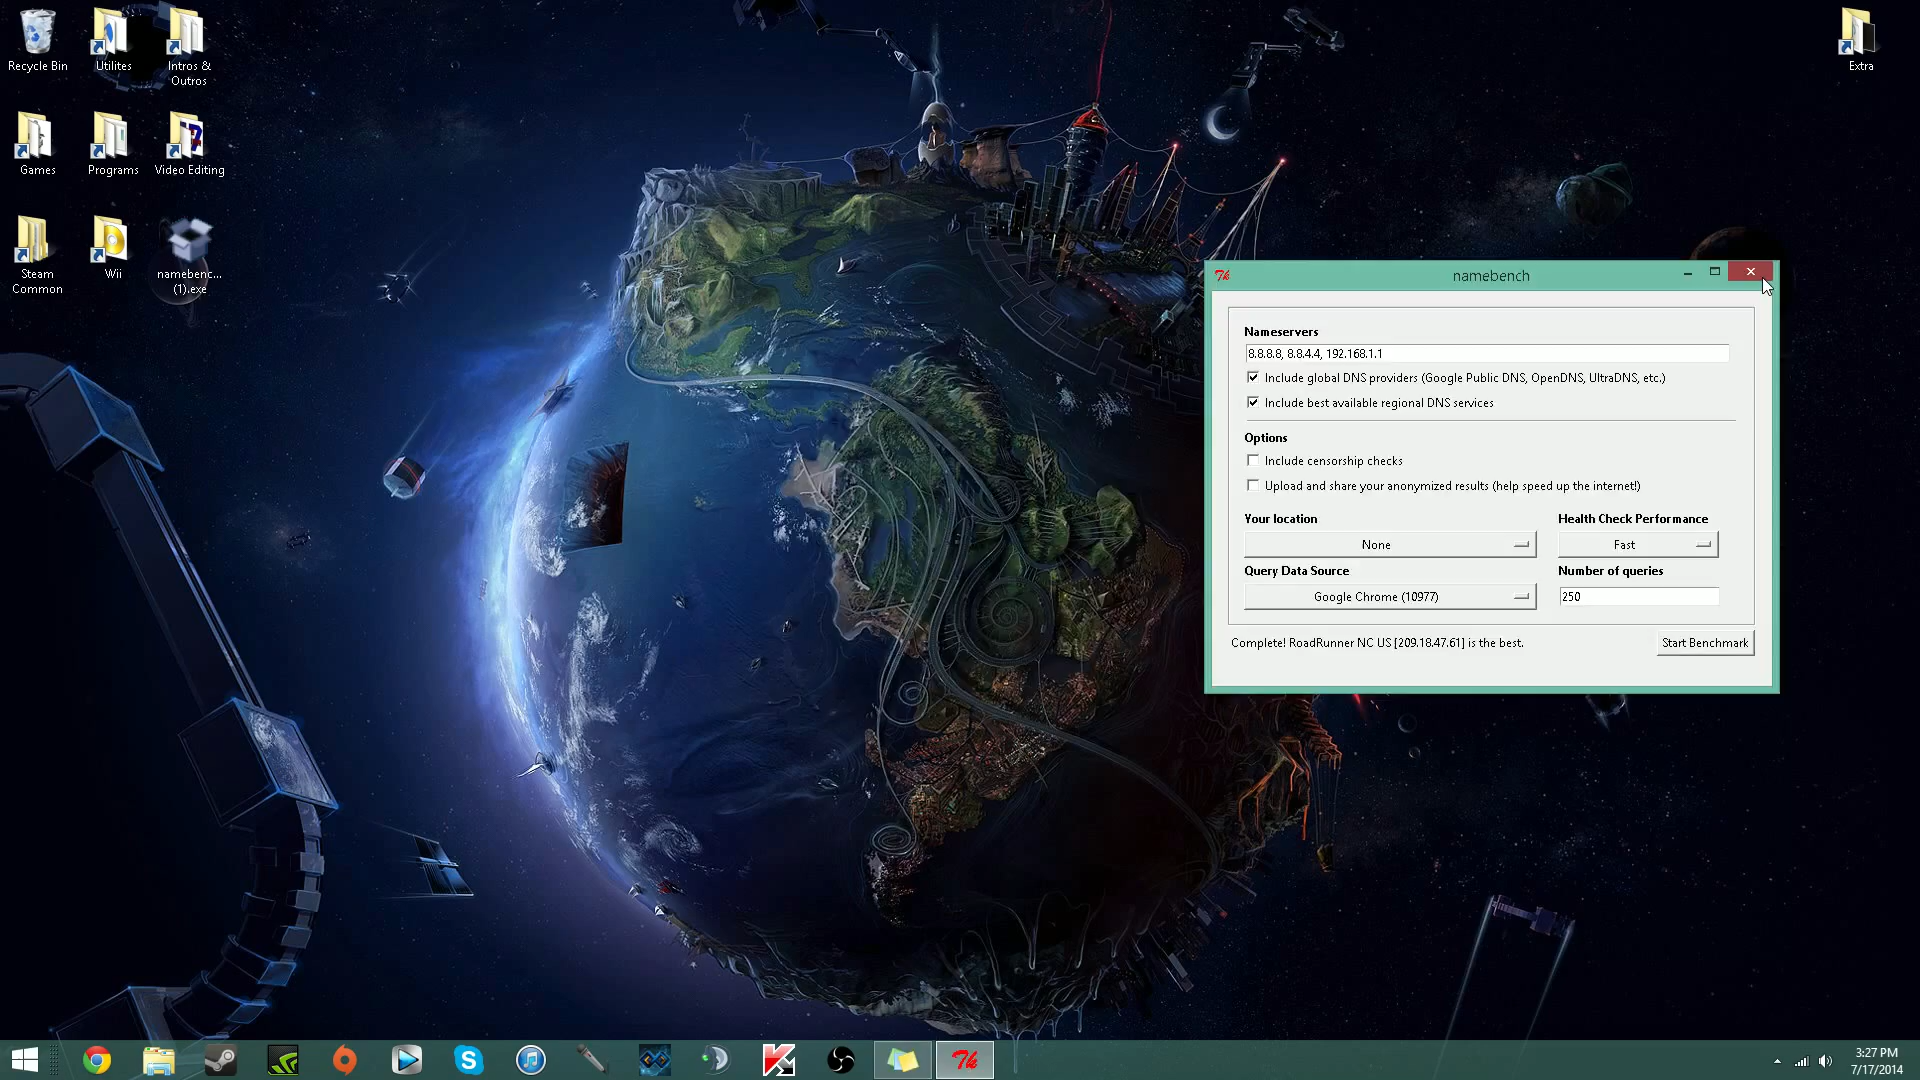 Recycle Bin
Utilites
Intros &
Outros
Extra
Games
Programs
Video Editing
Steam
Common
Wii
namebenc...
(1).exe
namebench
Nameservers
8.8.8.8, 8.8.4.4, 192.168.1.1
Include global DNS providers (Google Public DNS, OpenDNS, UltraDNS, etc.)
Include best available regional DNS services
Options
Include censorship checks
Upload and share your anonymized results (help speed up the internet!)
Your location
Health Check Performance
None
Fast
Query Data Source
Number of queries
Google Chrome (10977)
250
Complete! RoadRunner NC US [209.18.47.61] is the best.
Start Benchmark
3:27 PM
7/17/2014